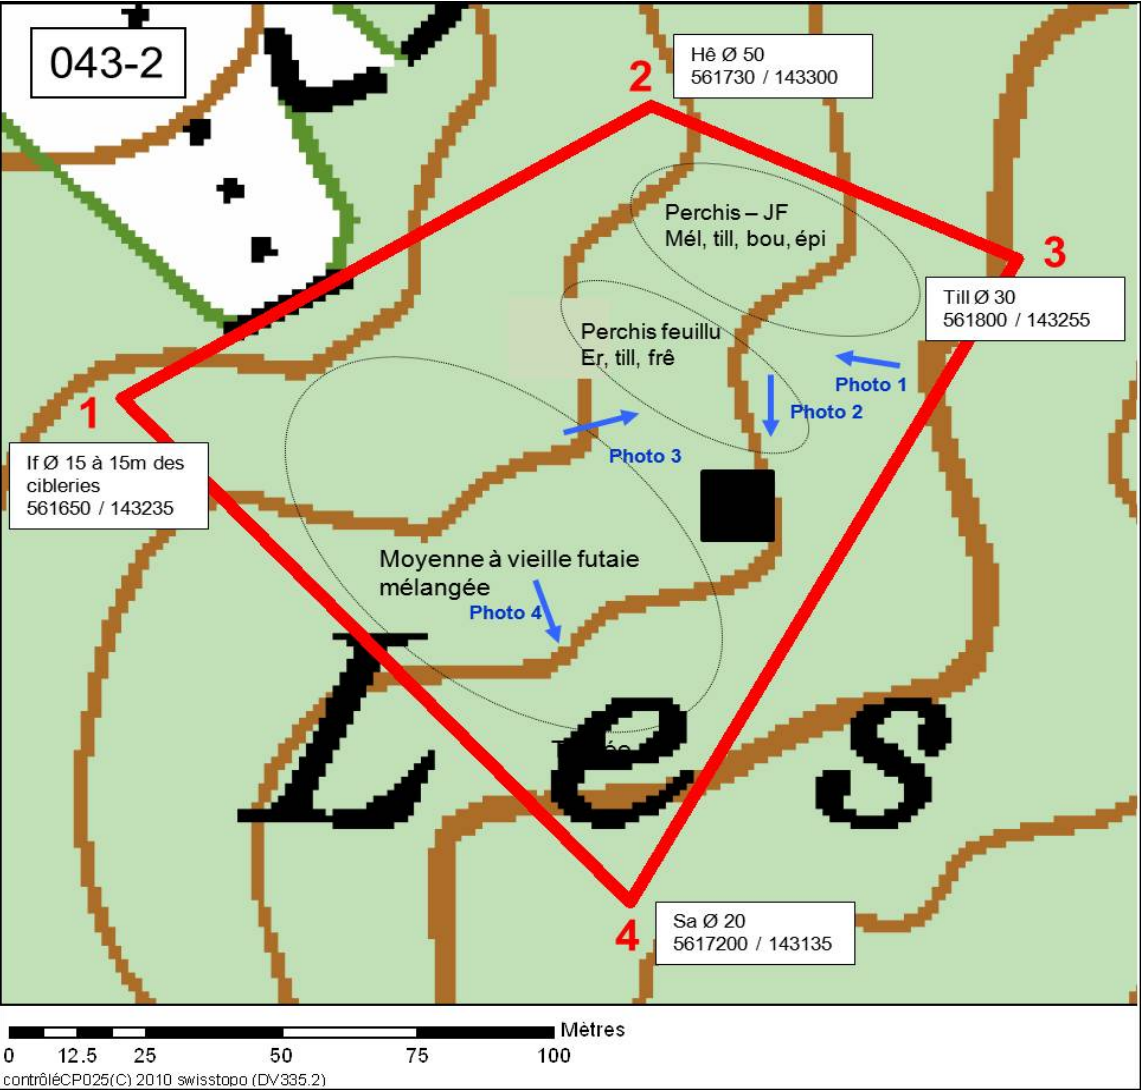 043-2
2
Hê Ø 50
561730 / 143300
Perchis – JF
Mél, till, bou, épi
3
Till Ø 30
561800 / 143255
Perchis feuillu
Er, till, frê
Photo 1
Photo 2
1
Photo 3
If Ø 15 à 15m des
cibleries
561650 / 143235
Moyenne à vieille futaie
mélangée
Photo 4
Les
4
Sa Ø 20
5617200 / 143135
Mètres
0 12.5 25 50 75 100
contrôléCP025(C) 2010 swisstopo (DV335.2)